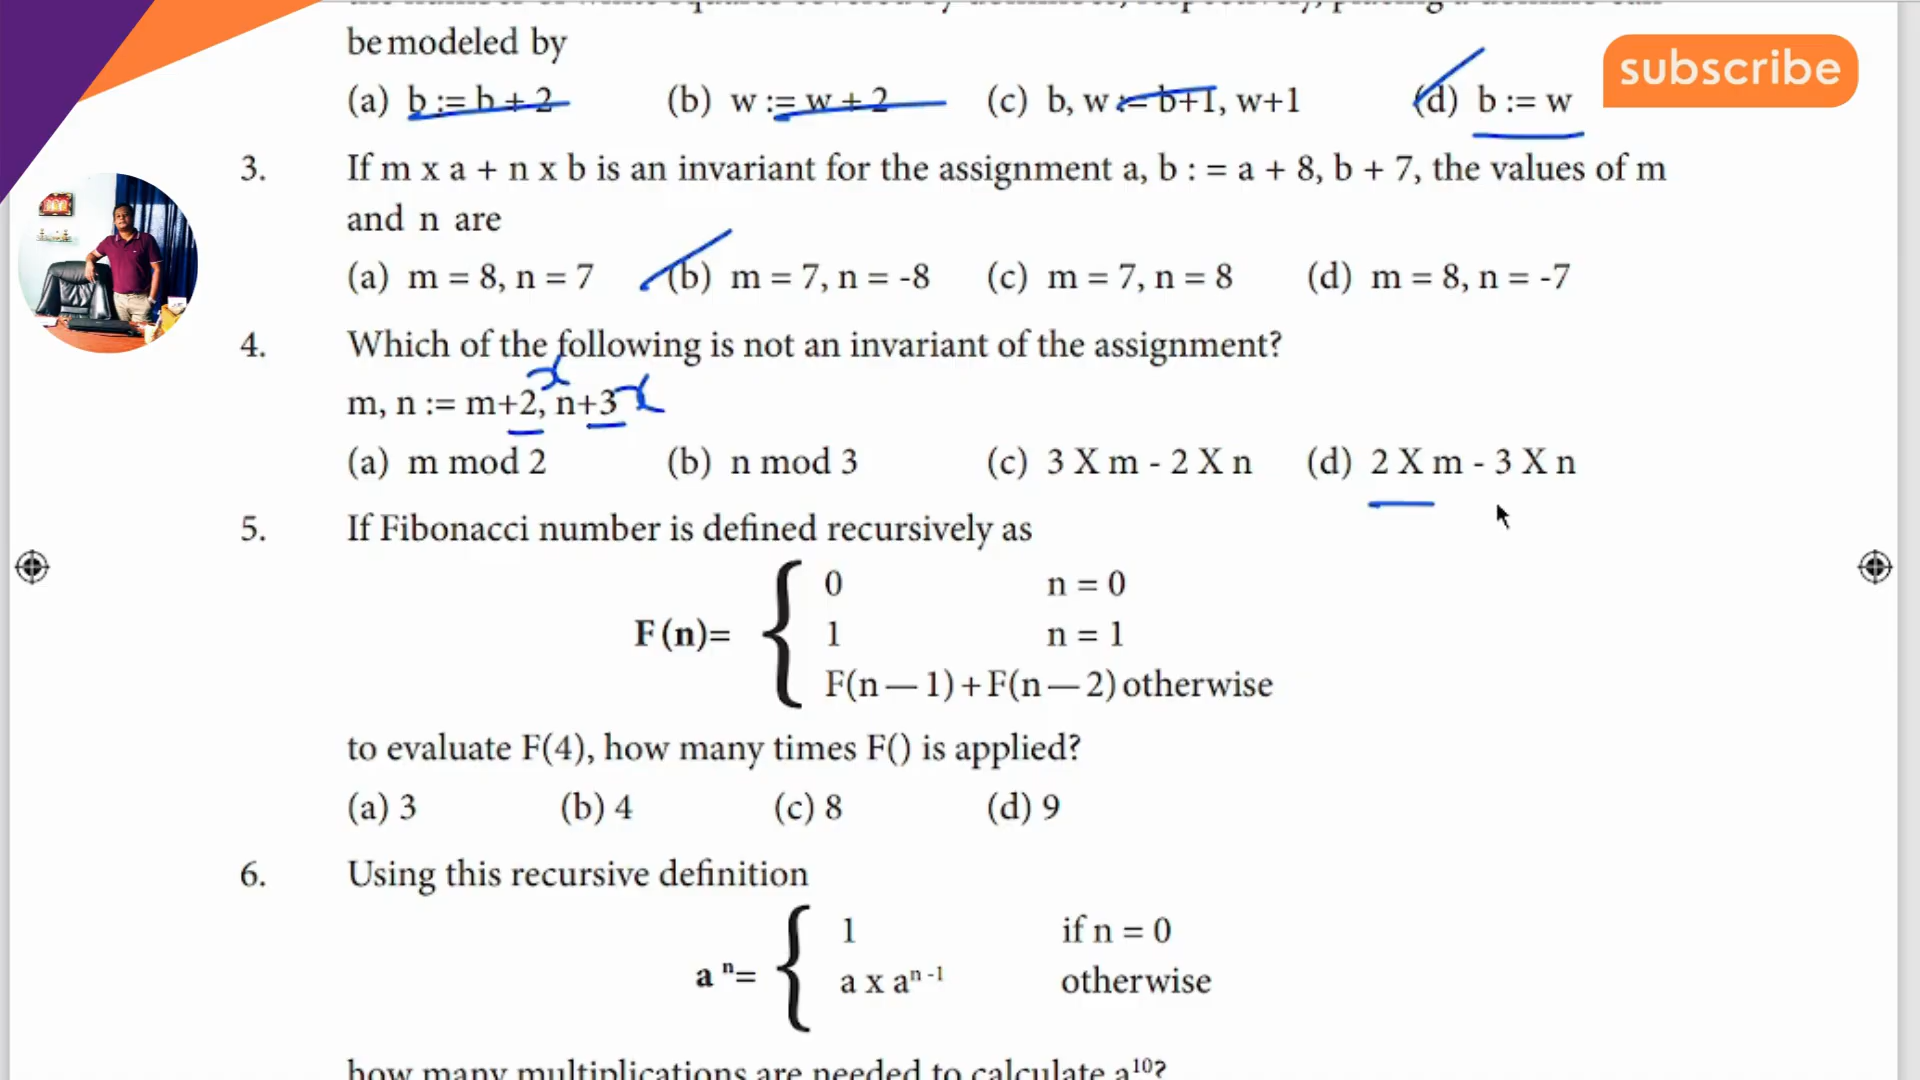 be modeled by
(a) b := b + 2 (b) w := w + 2 (c) b, w := b+1, w+1 (d) b := w
subscribe
3. If m x a + n x b is an invariant for the assignment a, b : = a + 8, b + 7, the values of m
and n are
(a) m = 8, n = 7 (b) m = 7, n = -8 (c) m = 7, n = 8 (d) m = 8, n = -7
4. Which of the following is not an invariant of the assignment?
m, n := m+2, n+3
(a) m mod 2 (b) n mod 3 (c) 3 X m - 2 X n (d) 2 X m - 3 X n
5. If Fibonacci number is defined recursively as
0 n = 0
F (n)= { 1 n = 1
F(n — 1) + F(n — 2) otherwise
to evaluate F(4), how many times F() is applied?
(a) 3 (b) 4 (c) 8 (d) 9
6. Using this recursive definition
1 if n = 0
a ⁿ= { a x aⁿ⁻¹ otherwise
how many multiplications are needed to calculate a¹⁰?